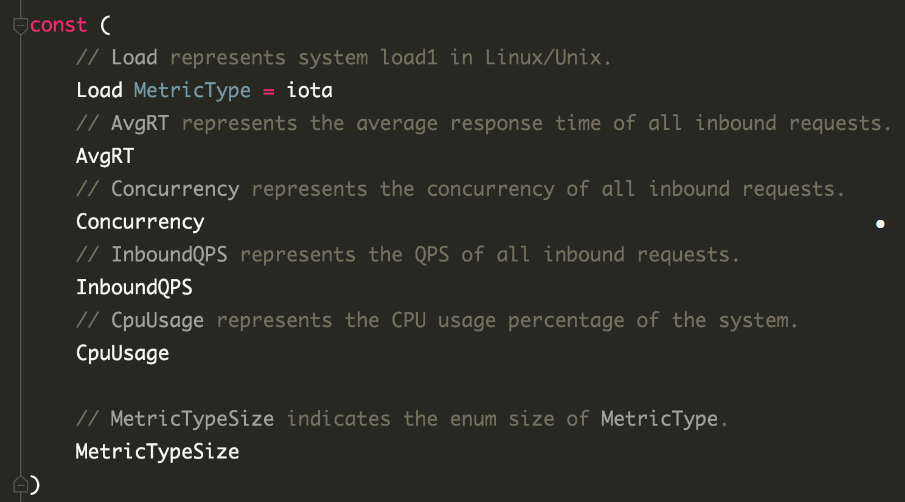 const (
// Load represents system load1 in Linux/Unix.
Load MetricType = iota
// AvgRT represents the average response time of all inbound requests.
AvgRT
// Concurrency represents the concurrency of all inbound requests.
Concurrency
// InboundQPS represents the QPS of all inbound requests.
InboundQPS
// CpuUsage represents the CPU usage percentage of the system.
CpuUsage
// MetricTypeSize indicates the enum size of MetricType.
MetricTypeSize
)